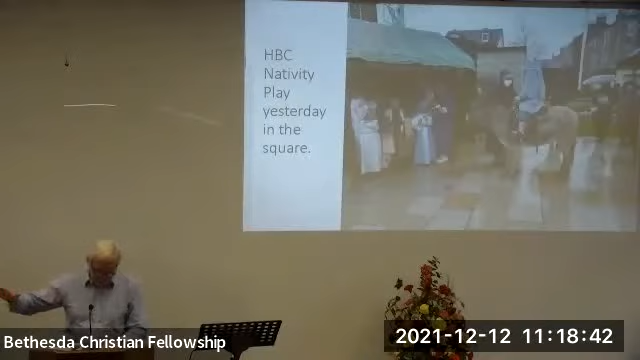 HBC
Nativity
Play
yesterday
in the
square.
Bethesda Christian Fellowship
2021-12-12 11:18:42